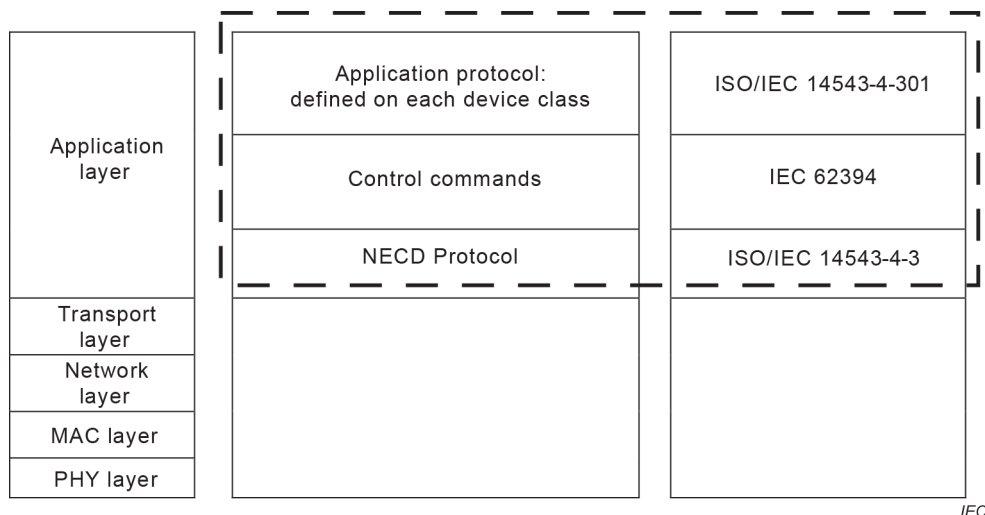 Application
layer
Transport
layer
Network
layer
MAC layer
PHY layer
Application protocol:
defined on each device class
Control commands
NECD Protocol
ISO/IEC 14543-4-301
IEC 62394
ISO/IEC 14543-4-3
IEC